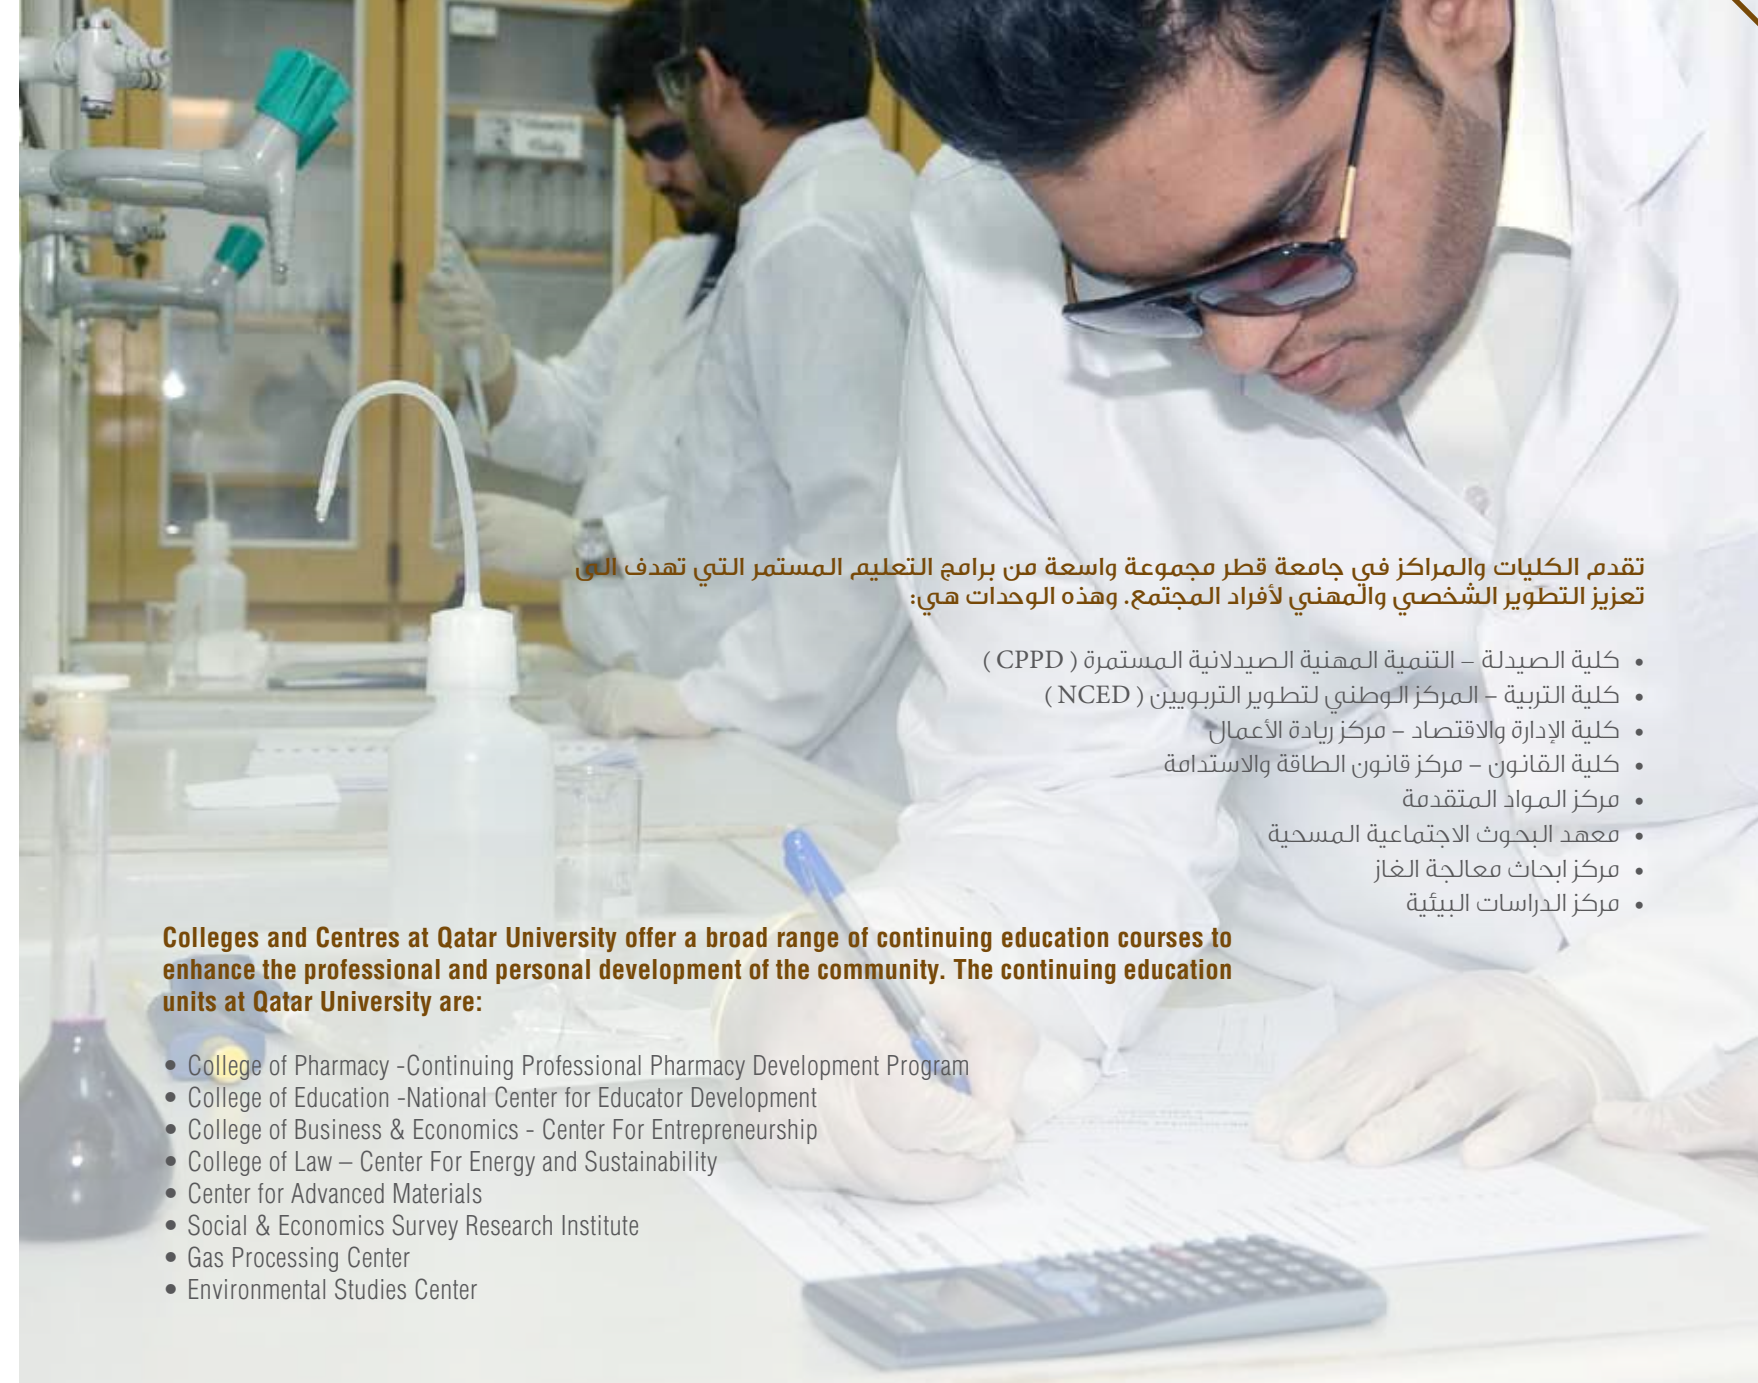 تقدم الكليات والمراكز في جامعة قطر مجموعة واسعة من برامج التعليم المستمر التي تهدف الى
تعزيز التطوير الشخصي والمهني لأفراد المجتمع. وهذه الوحدات هي:
• كلية الصيدلة – التنمية المهنية الصيدلانية المستمرة ( CPPD )
• كلية التربية – المركز الوطني لتطوير التربويين ( NCED )
• كلية الإدارة والاقتصاد – مركز ريادة الأعمال
• كلية القانون – مركز قانون الطاقة والاستدامة
• مركز المواد المتقدمة
• معهد البحوث الاجتماعية المسحية
• مركز ابحاث معالجة الغاز
• مركز الدراسات البيئية
Colleges and Centres at Qatar University offer a broad range of continuing education courses to
enhance the professional and personal development of the community. The continuing education
units at Qatar University are:
• College of Pharmacy -Continuing Professional Pharmacy Development Program
• College of Education -National Center for Educator Development
• College of Business & Economics - Center For Entrepreneurship
• College of Law – Center For Energy and Sustainability
• Center for Advanced Materials
• Social & Economics Survey Research Institute
• Gas Processing Center
• Environmental Studies Center